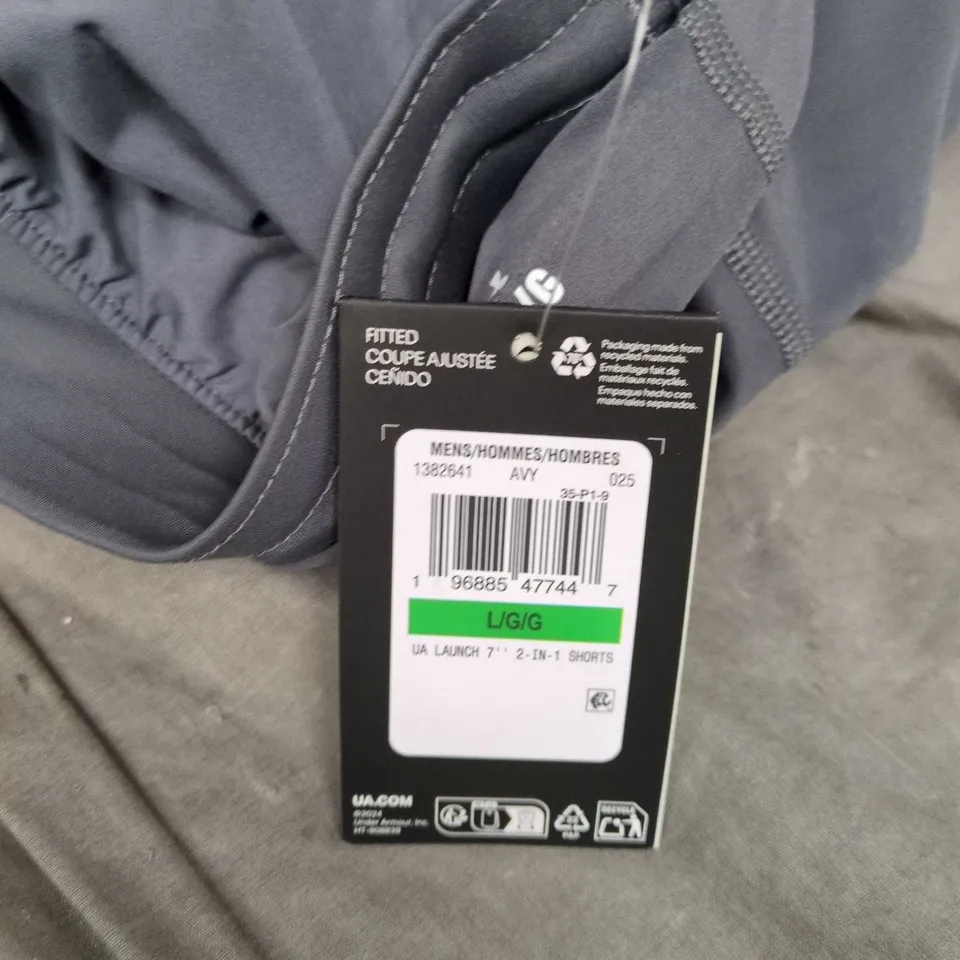 FITTED
COUPE AJUSTÉE
CEÑIDO
Packaging made from
recycled materials.
Emballage fait de
matériaux recyclés.
Empaque hecho con
materiales separados.
MENS/HOMMES/HOMBRES
1382641 AVY 025
35-P1-9
1 96885 47744 7
L/G/G
UA LAUNCH 7'' 2-IN-1 SHORTS
UA.COM
©2024
Under Armour, Inc.
RECYCLE
PAP